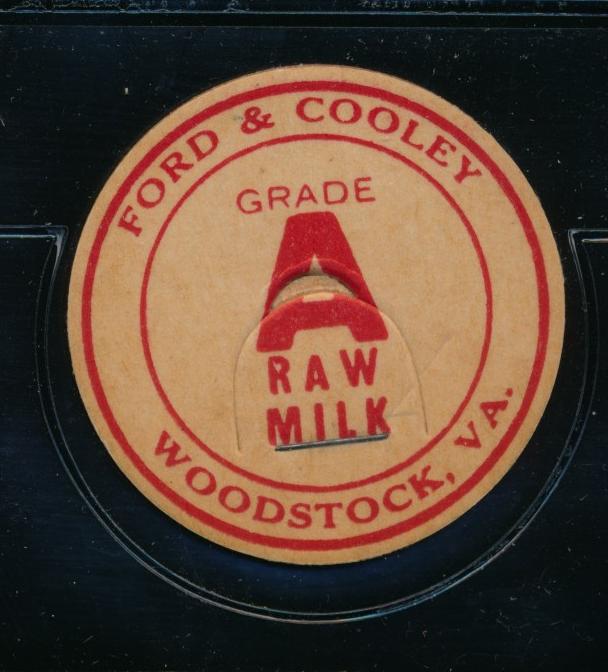 FORD & COOLEY
GRADE
A
RAW
MILK
WOODSTOCK, VA.